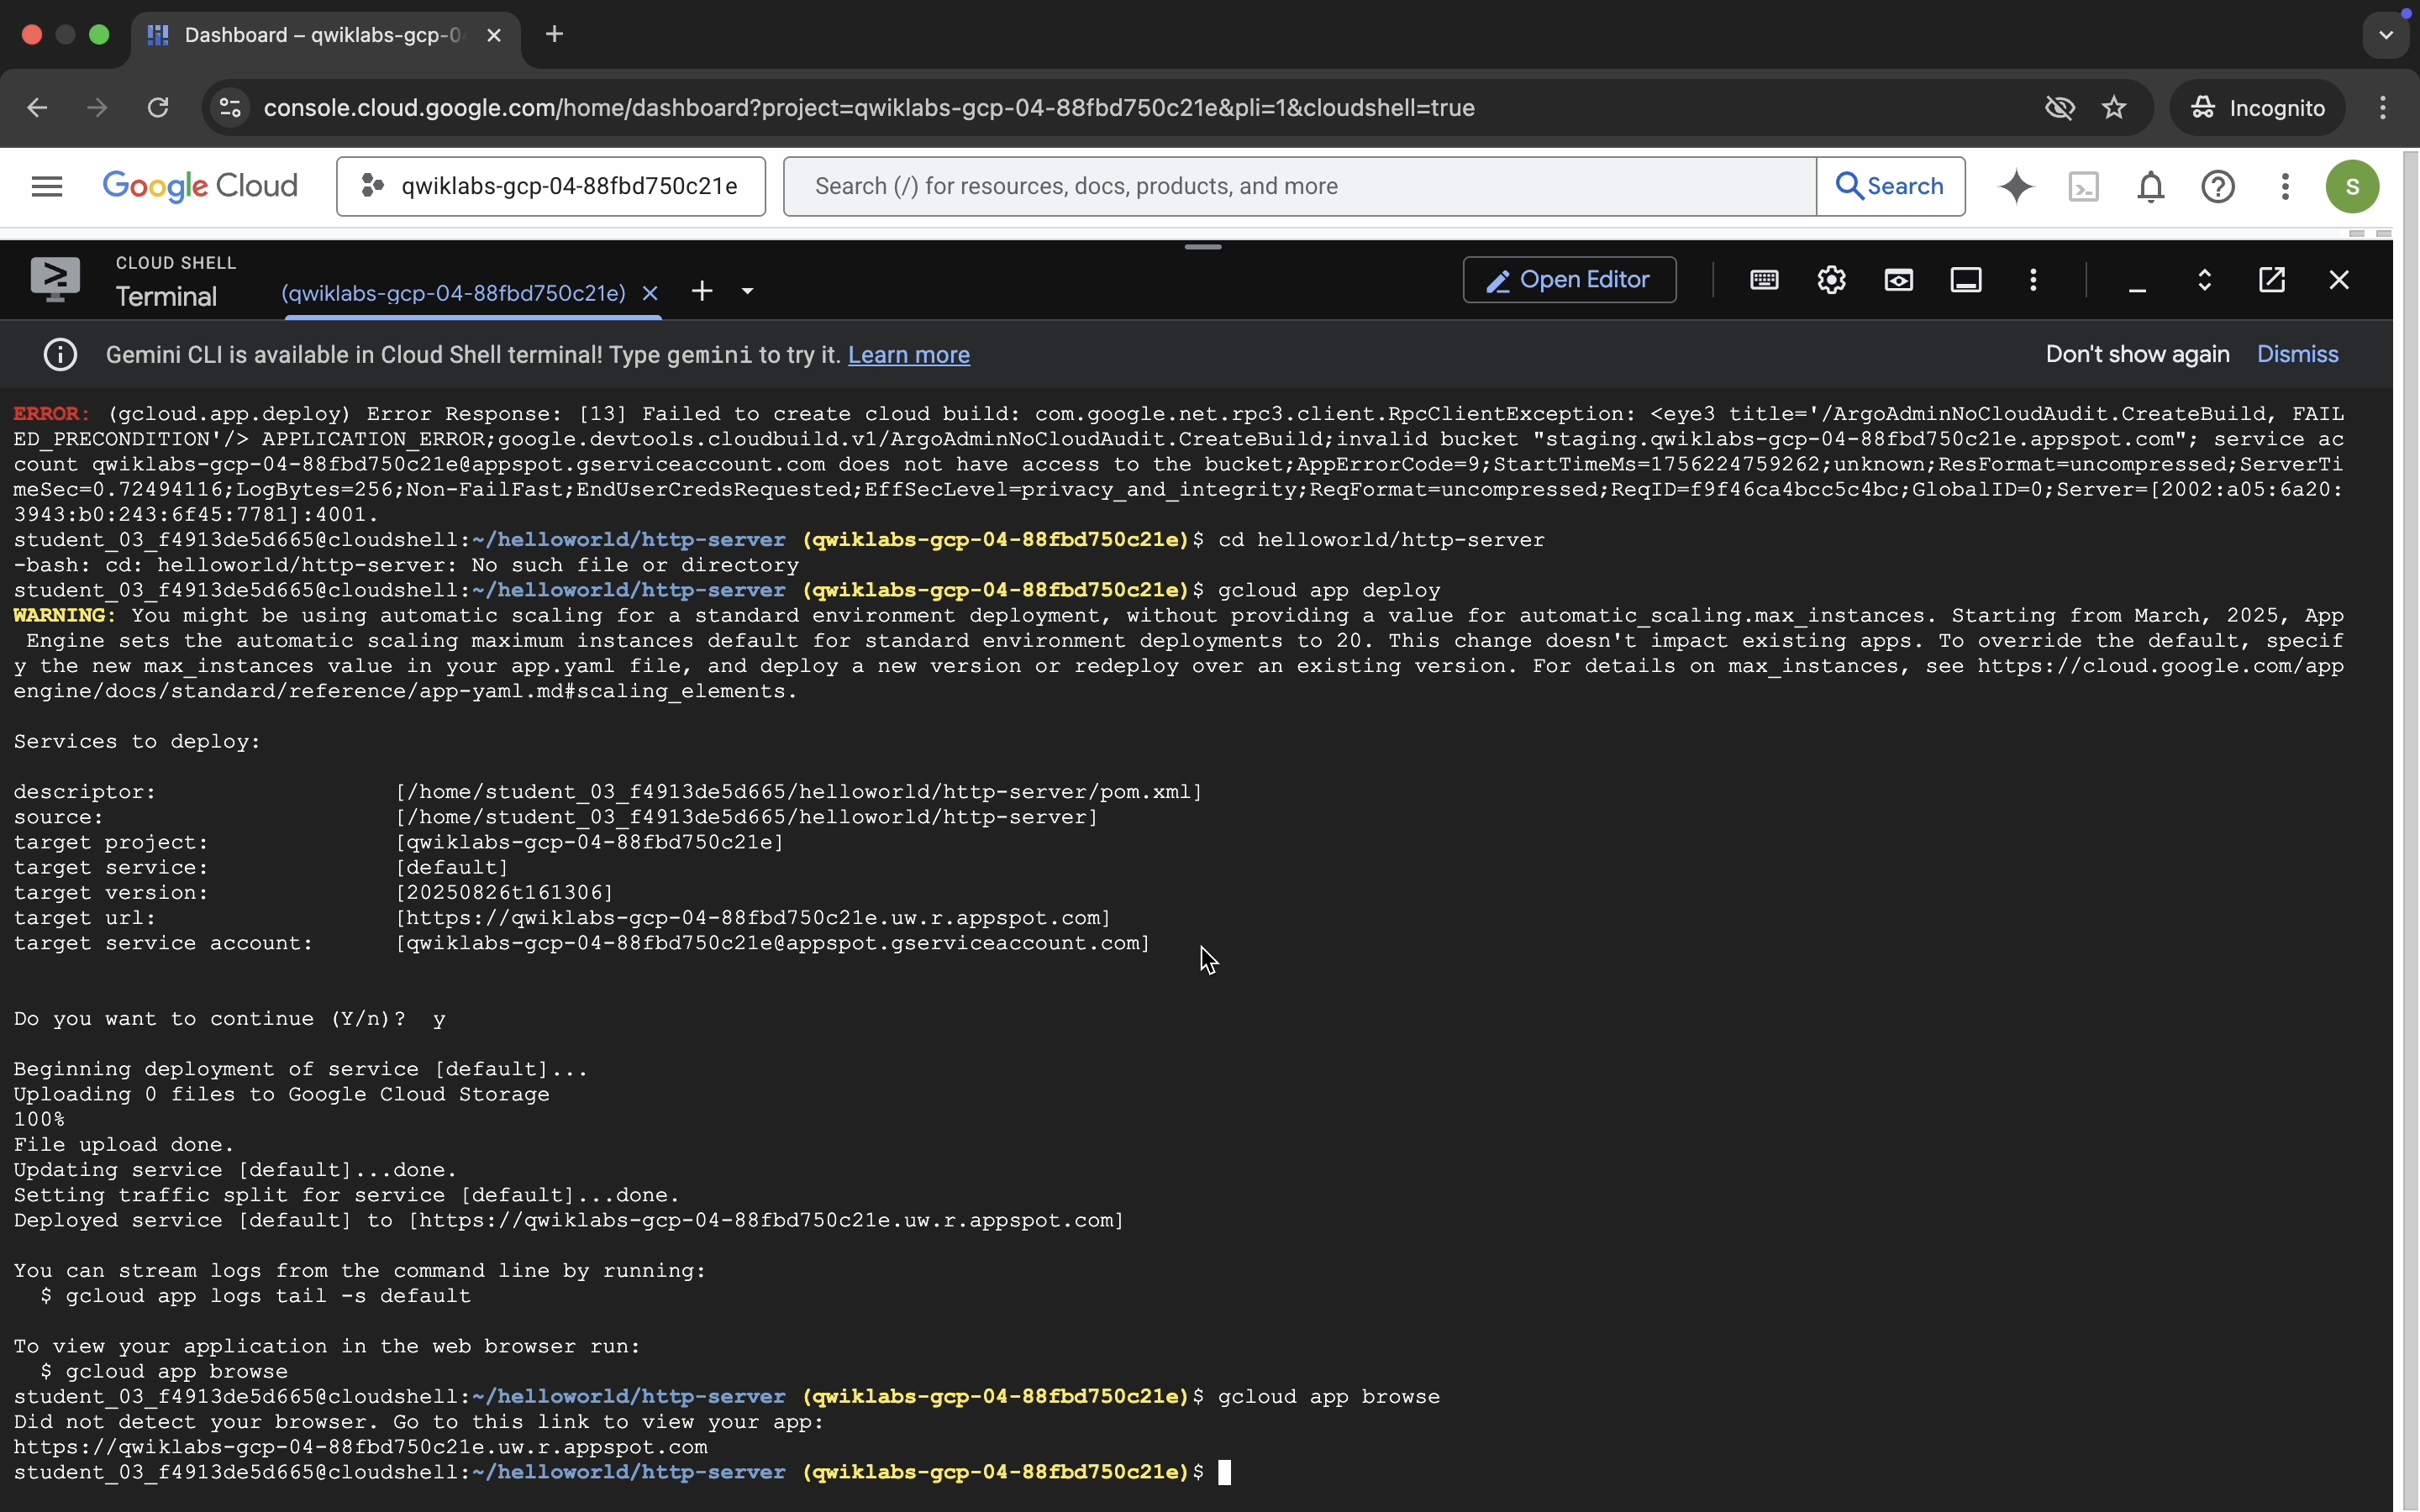 Dashboard – qwiklabs-gcp-0
console.cloud.google.com/home/dashboard?project=qwiklabs-gcp-04-88fbd750c21e&pli=1&cloudshell=true
Incognito
Google Cloud
qwiklabs-gcp-04-88fbd750c21e
Search (/) for resources, docs, products, and more
Search
S
CLOUD SHELL
Terminal
(qwiklabs-gcp-04-88fbd750c21e)
Open Editor
Gemini CLI is available in Cloud Shell terminal! Type gemini to try it. Learn more
Don't show again
Dismiss
ERROR: (gcloud.app.deploy) Error Response: [13] Failed to create cloud build: com.google.net.rpc3.client.RpcClientException: <eye3 title='/ArgoAdminNoCloudAudit.CreateBuild, FAIL
ED_PRECONDITION'/> APPLICATION_ERROR;google.devtools.cloudbuild.v1/ArgoAdminNoCloudAudit.CreateBuild;invalid bucket "staging.qwiklabs-gcp-04-88fbd750c21e.appspot.com"; service ac
count qwiklabs-gcp-04-88fbd750c21e@appspot.gserviceaccount.com does not have access to the bucket;AppErrorCode=9;StartTimeMs=1756224759262;unknown;ResFormat=uncompressed;ServerTi
meSec=0.72494116;LogBytes=256;Non-FailFast;EndUserCredsRequested;EffSecLevel=privacy_and_integrity;ReqFormat=uncompressed;ReqID=f9f46ca4bcc5c4bc;GlobalID=0;Server=[2002:a05:6a20:
3943:b0:243:6f45:7781]:4001.
student_03_f4913de5d665@cloudshell:~/helloworld/http-server (qwiklabs-gcp-04-88fbd750c21e)$ cd helloworld/http-server
-bash: cd: helloworld/http-server: No such file or directory
student_03_f4913de5d665@cloudshell:~/helloworld/http-server (qwiklabs-gcp-04-88fbd750c21e)$ gcloud app deploy
WARNING: You might be using automatic scaling for a standard environment deployment, without providing a value for automatic_scaling.max_instances. Starting from March, 2025, App
Engine sets the automatic scaling maximum instances default for standard environment deployments to 20. This change doesn't impact existing apps. To override the default, specif
y the new max_instances value in your app.yaml file, and deploy a new version or redeploy over an existing version. For details on max_instances, see https://cloud.google.com/app
engine/docs/standard/reference/app-yaml.md#scaling_elements.
Services to deploy:
descriptor: [/home/student_03_f4913de5d665/helloworld/http-server/pom.xml]
source: [/home/student_03_f4913de5d665/helloworld/http-server]
target project: [qwiklabs-gcp-04-88fbd750c21e]
target service: [default]
target version: [20250826t161306]
target url: [https://qwiklabs-gcp-04-88fbd750c21e.uw.r.appspot.com]
target service account: [qwiklabs-gcp-04-88fbd750c21e@appspot.gserviceaccount.com]
Do you want to continue (Y/n)? y
Beginning deployment of service [default]...
Uploading 0 files to Google Cloud Storage
100%
File upload done.
Updating service [default]...done.
Setting traffic split for service [default]...done.
Deployed service [default] to [https://qwiklabs-gcp-04-88fbd750c21e.uw.r.appspot.com]
You can stream logs from the command line by running:
$ gcloud app logs tail -s default
To view your application in the web browser run:
$ gcloud app browse
student_03_f4913de5d665@cloudshell:~/helloworld/http-server (qwiklabs-gcp-04-88fbd750c21e)$ gcloud app browse
Did not detect your browser. Go to this link to view your app:
https://qwiklabs-gcp-04-88fbd750c21e.uw.r.appspot.com
student_03_f4913de5d665@cloudshell:~/helloworld/http-server (qwiklabs-gcp-04-88fbd750c21e)$